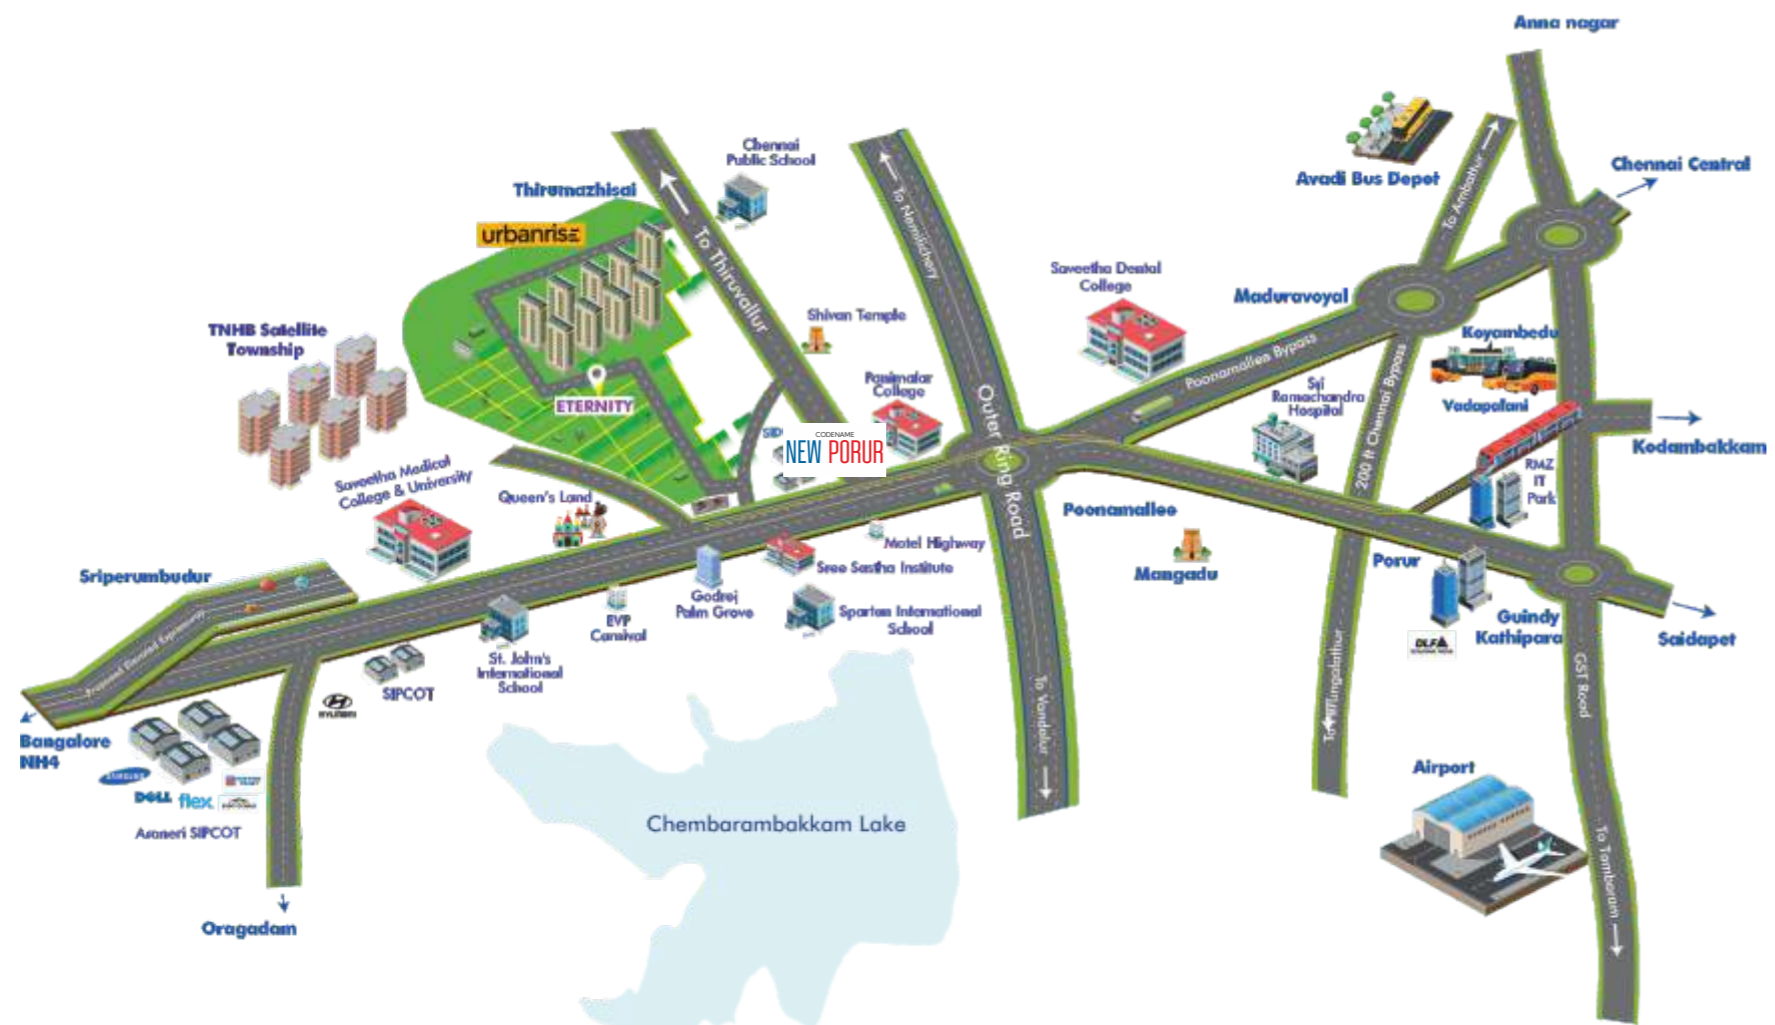 Anna nagar
Chennai Central
Avadi Bus Depot
To Ambattur
Chennai
Public School
Thirumazhisai
urbanrise
To Thiruvallur
To Nemilichery
Saveetha Dental
College
Maduravoyal
Shivan Temple
TNHB Satellite
Township
Koyambedu
Poonamallee Bypass
200 ft Chennai Bypass
Sri
Ramachandra
Hospital
Vadapalani
Kodambakkam
Panimalar
College
ETERNITY
CODENAME
NEW PORUR
Outer Ring Road
RMZ
IT
Park
Saveetha Medical
College & University
Queen's Land
Poonamallee
Motel Highway
Sree Sastha Institute
Mangadu
Porur
Sriperumbudur
Godrej
Palm Grove
Spartan International
School
EVP
Carnival
Guindy
Kathipara
Saidapet
DLF
St. John's
International
School
SIPCOT
HYUNDAI
GST Road
To Vandalur
Bangalore
NH4
SAMSUNG
DELL
flex
SIPCOT
Airport
Chembarambakkam Lake
To Tambaram
Oragadam